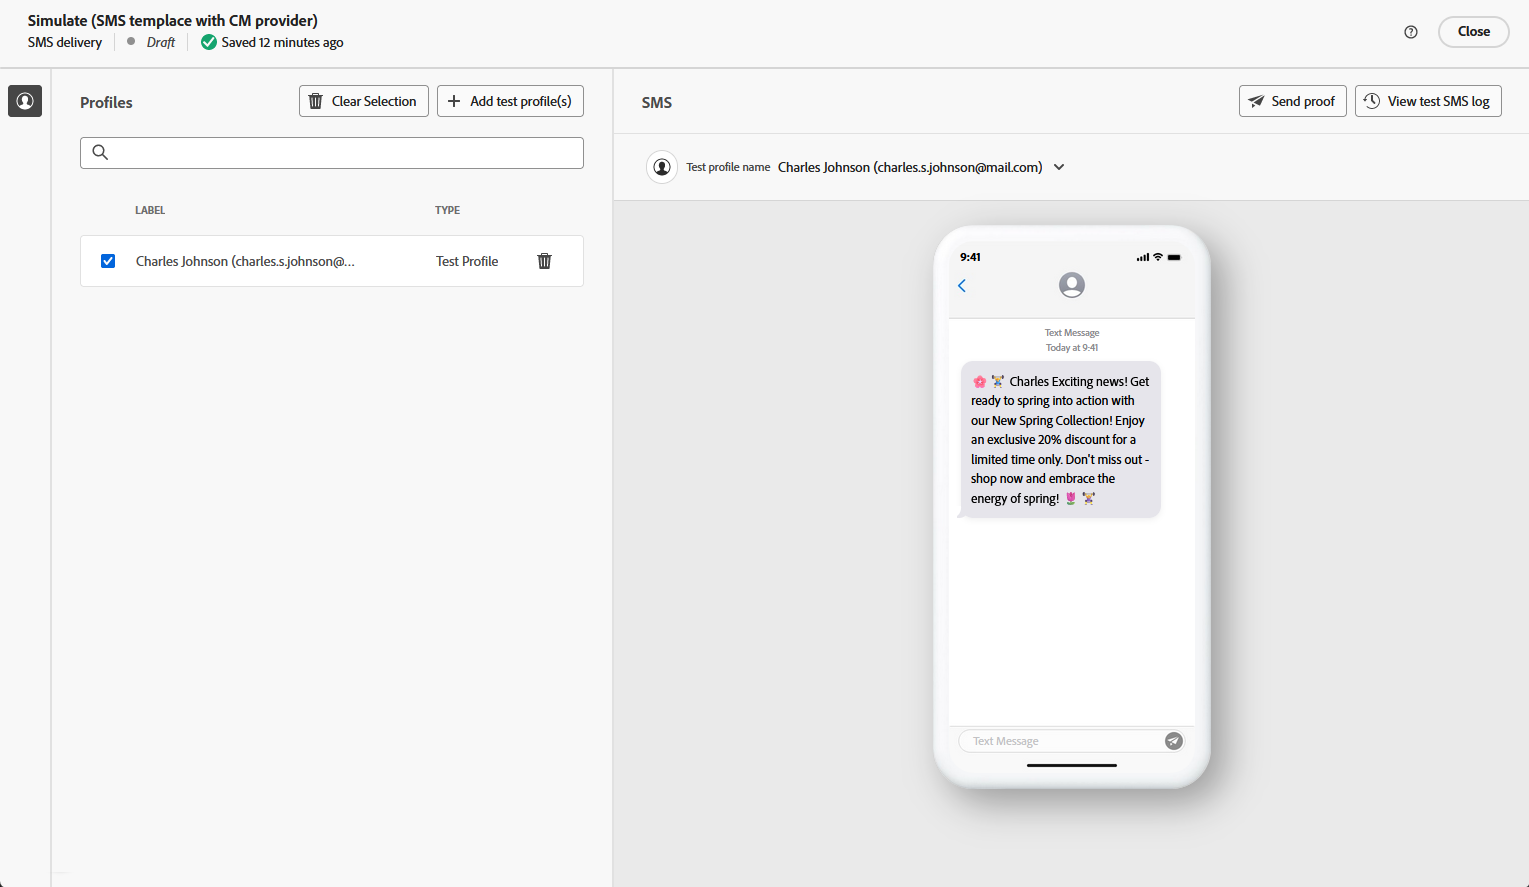 Simulate (SMS templace with CM provider)
SMS delivery Draft Saved 12 minutes ago
Close
Profiles
Clear Selection
Add test profile(s)
LABEL TYPE
Charles Johnson (charles.s.johnson@... Test Profile
SMS
Send proof
View test SMS log
Test profile name Charles Johnson (charles.s.johnson@mail.com)
9:41
Text Message
Today at 9:41
🌸 🏋️ Charles Exciting news! Get
ready to spring into action with
our New Spring Collection! Enjoy
an exclusive 20% discount for a
limited time only. Don't miss out -
shop now and embrace the
energy of spring! 🌷 🏋️
Text Message